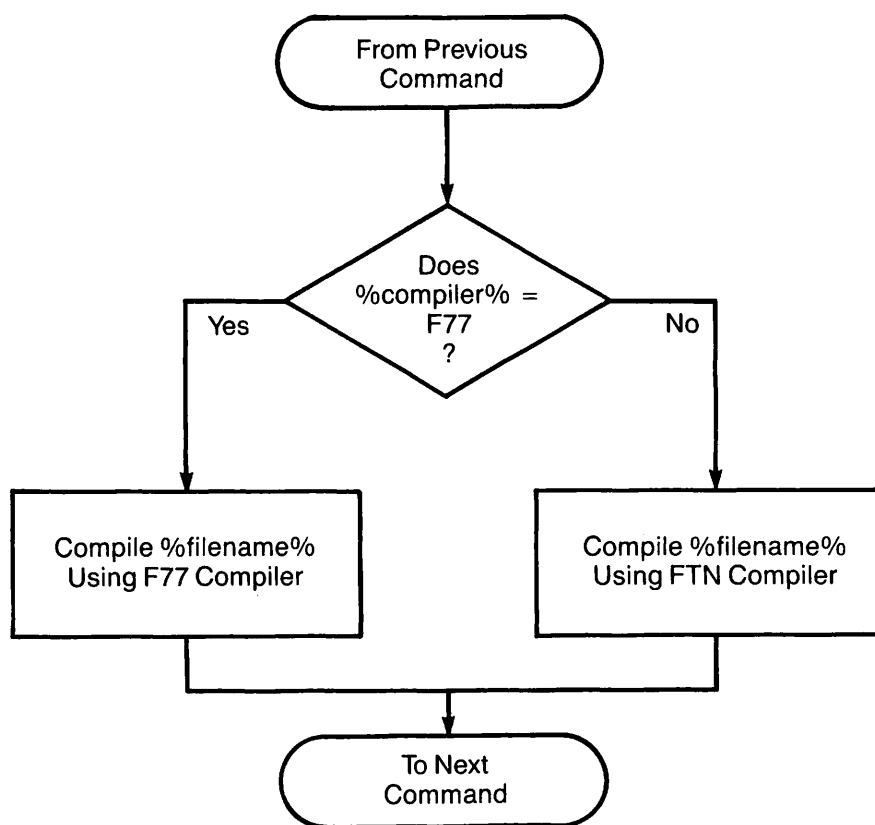 From Previous
Command
Does
%compiler% =
F77
?
Yes
No
Compile %filename%
Using F77 Compiler
Compile %filename%
Using FTN Compiler
To Next
Command